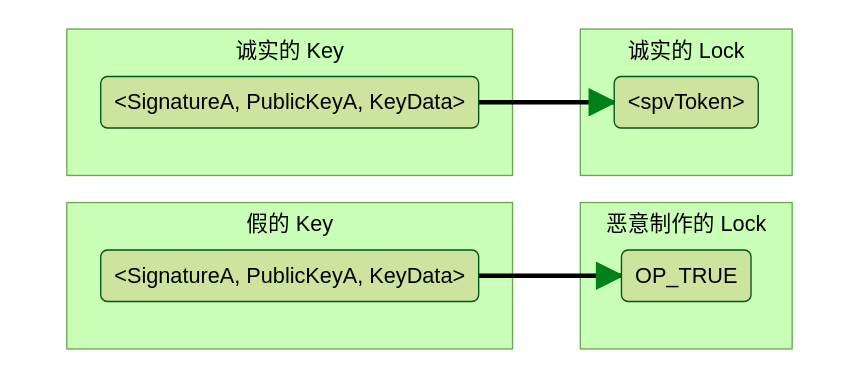 诚实的 Key
<SignatureA, PublicKeyA, KeyData>
诚实的 Lock
<spvToken>
假的 Key
<SignatureA, PublicKeyA, KeyData>
恶意制作的 Lock
OP_TRUE